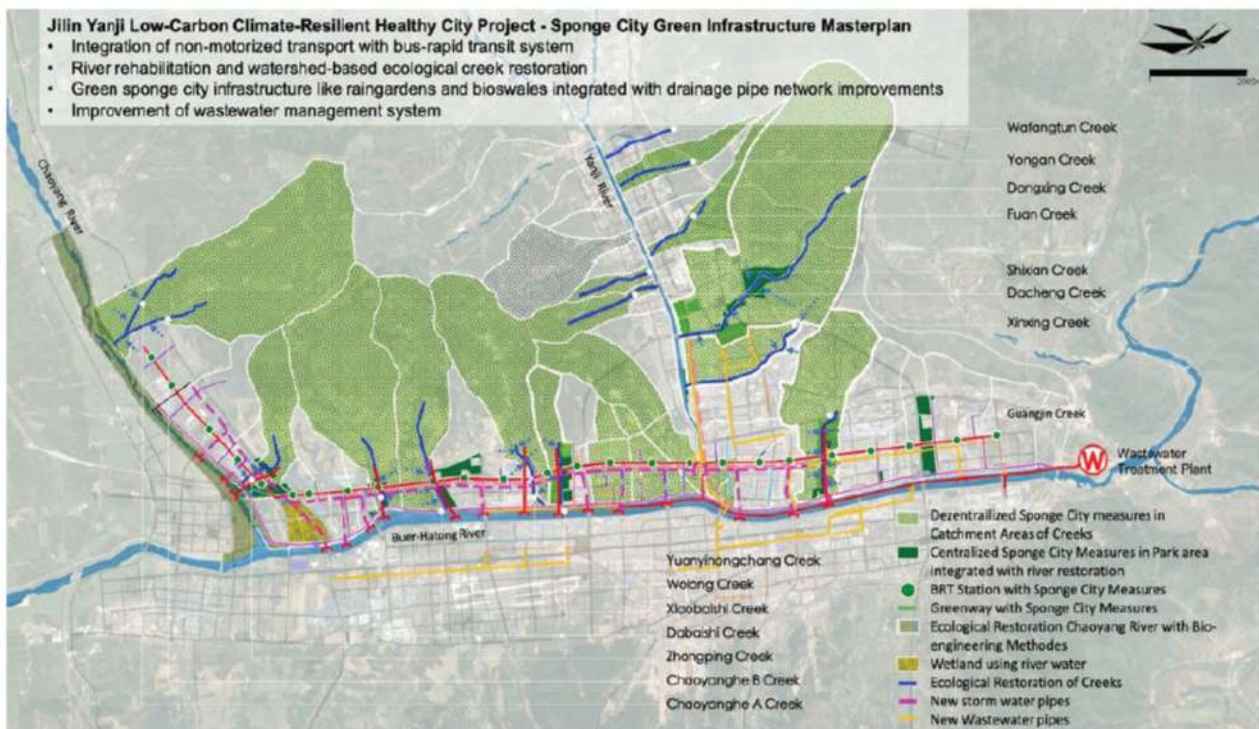 Jilin Yanji Low-Carbon Climate-Resilient Healthy City Project - Sponge City Green Infrastructure Masterplan
• Integration of non-motorized transport with bus-rapid transit system
• River rehabilitation and watershed-based ecological creek restoration
• Green sponge city infrastructure like raingardens and bioswales integrated with drainage pipe network improvements
• Improvement of wastewater management system
Chaoyang River
Yanji River
Wafangtun Creek
Yongan Creek
Dongxing Creek
Fuan Creek
Shixian Creek
Dacheng Creek
Xinxing Creek
Guangjin Creek
W
Wastewater
Treatment Plant
Buer-Hatong River
Yuanyinongchang Creek
Wolong Creek
Xiaobaishi Creek
Dabaishi Creek
Zhongping Creek
Chaoyanghe B Creek
Chaoyanghe A Creek
Dezentrailized Sponge City measures in
Catchment Areas of Creeks
Centralized Sponge City Measures in Park area
integrated with river restoration
BRT Station with Sponge City Measures
Greenway with Sponge City Measures
Ecological Restoration Chaoyang River with Bio-
engineering Methodes
Wetland using river water
Ecological Restoration of Creeks
New storm water pipes
New Wastewater pipes